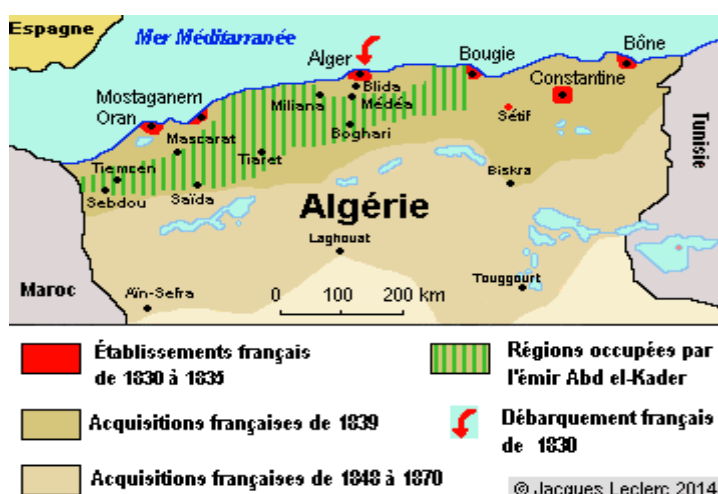 Espagne
Mer Méditarranée
Alger
Bougie
Bône
Constantine
Blida
Mostaganem
Miliana
Médéa
Oran
Sétif
Mascarat
Boghari
Tunisie
Tiemcen
Tiaret
Biskra
Sebdou
Saïda
Algérie
Laghouat
Maroc
Aïn-Sefra
0 100 200 km
Touggourt
Établissements français
de 1830 à 1835
Régions occupées par
l'émir Abd el-Kader
Acquisitions françaises de 1839
Débarquement français
de 1830
Acquisitions françaises de 1848 à 1870
© Jacques Leclerc 2014